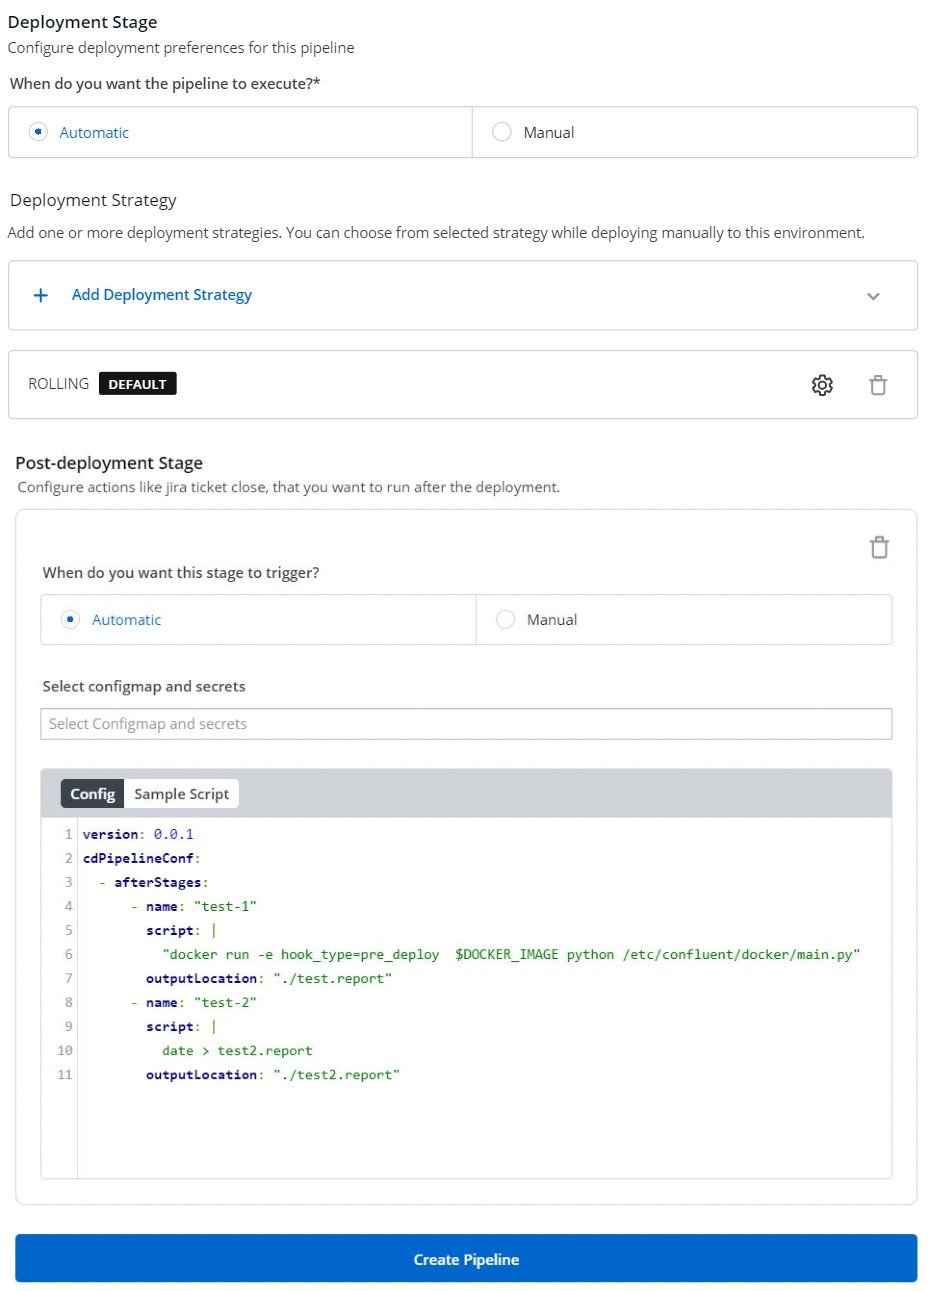 Deployment Stage
Configure deployment preferences for this pipeline
When do you want the pipeline to execute?*
Automatic Manual
Deployment Strategy
Add one or more deployment strategies. You can choose from selected strategy while deploying manually to this environment.
+ Add Deployment Strategy
ROLLING DEFAULT
Post-deployment Stage
Configure actions like jira ticket close, that you want to run after the deployment.
When do you want this stage to trigger?
Automatic Manual
Select configmap and secrets
Select Configmap and secrets
Config Sample Script
1 version: 0.0.1
2 cdPipelineConf:
3   - afterStages:
4       - name: "test-1"
5         script: |
6           "docker run -e hook_type=pre_deploy  $DOCKER_IMAGE python /etc/confluent/docker/main.py"
7         outputLocation: "./test.report"
8       - name: "test-2"
9         script: |
10           date > test2.report
11         outputLocation: "./test2.report"
Create Pipeline